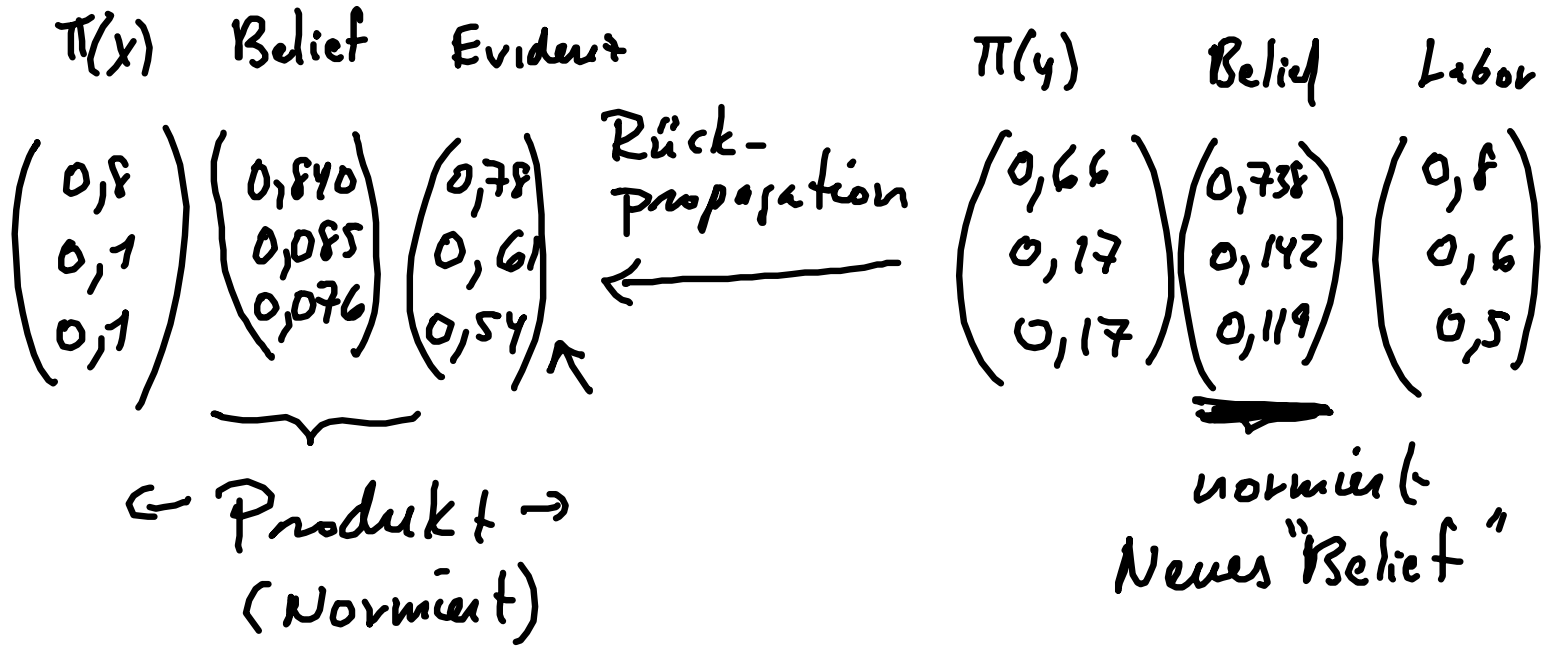 π(x) Belief Evident π(y) Belief Labor
0,8 0,840 0,78 Rück- 0,66 0,738 0,8
0,1 0,085 0,61 propagation 0,17 0,142 0,6
0,1 0,076 0,54 0,17 0,119 0,5
Produkt
(Normiert)
normiert
Neues "Belief"